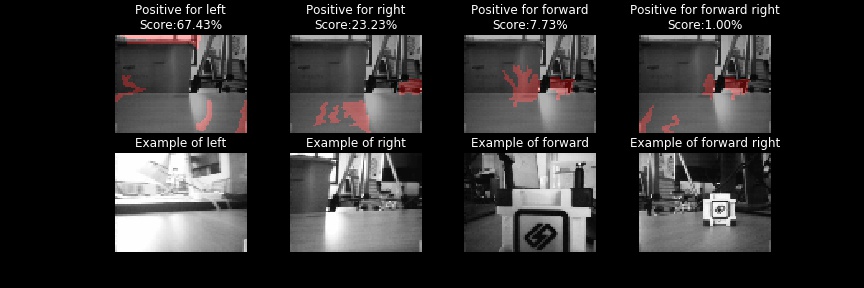 Positive for left
Score:67.43%
Positive for right
Score:23.23%
Positive for forward
Score:7.73%
Positive for forward right
Score:1.00%
Example of left
Example of right
Example of forward
Example of forward right